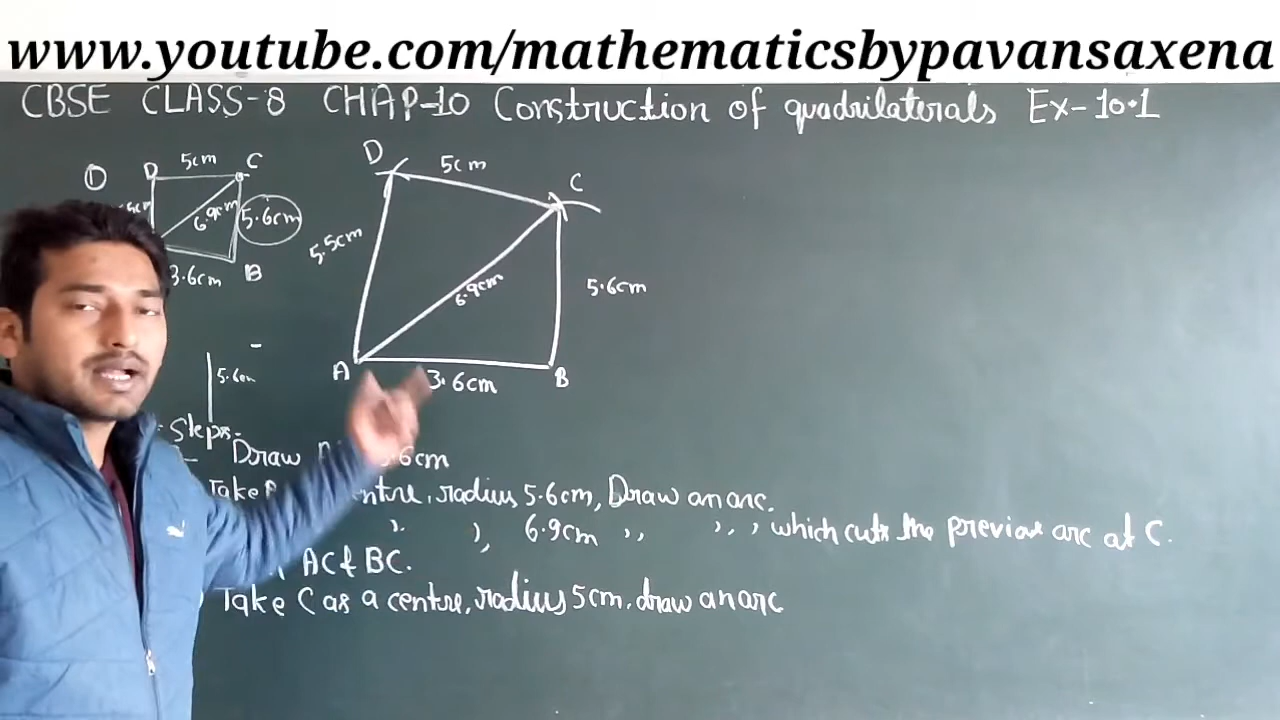 www.youtube.com/mathematicsbypavansaxena
CBSE CLASS-8 CHAP-10 Construction of quadrilaterals Ex-10.1
①
D 5cm C
6.9cm
5.6cm
3.6cm B
D
5cm
C
5.5cm
6.9cm
5.6cm
A
3.6cm
B
5.6cm
Steps-
Draw 6cm
Take radius 5.6cm, Draw an arc.
,, ,, 6.9cm ,, ,, , which cuts the previous arc at C.
AC & BC.
Take C as a centre, radius 5cm, draw an arc